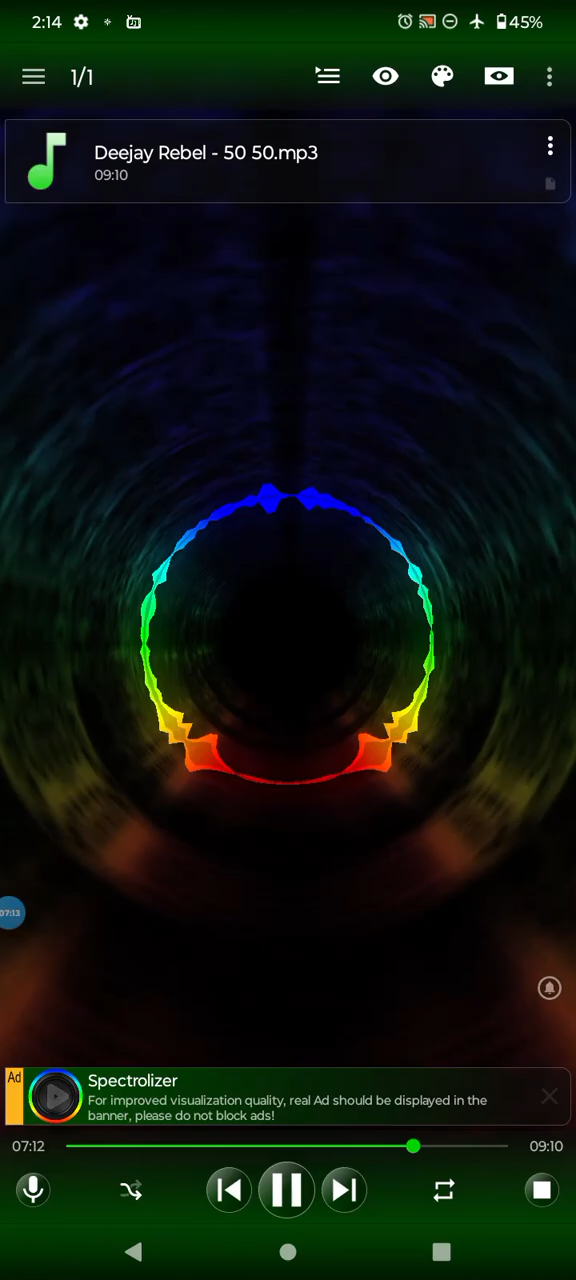 2:14 45%
1/1
Deejay Rebel - 50 50.mp3
09:10
07:13
Ad
Spectrolizer
For improved visualization quality, real Ad should be displayed in the
banner, please do not block ads!
07:12 09:10